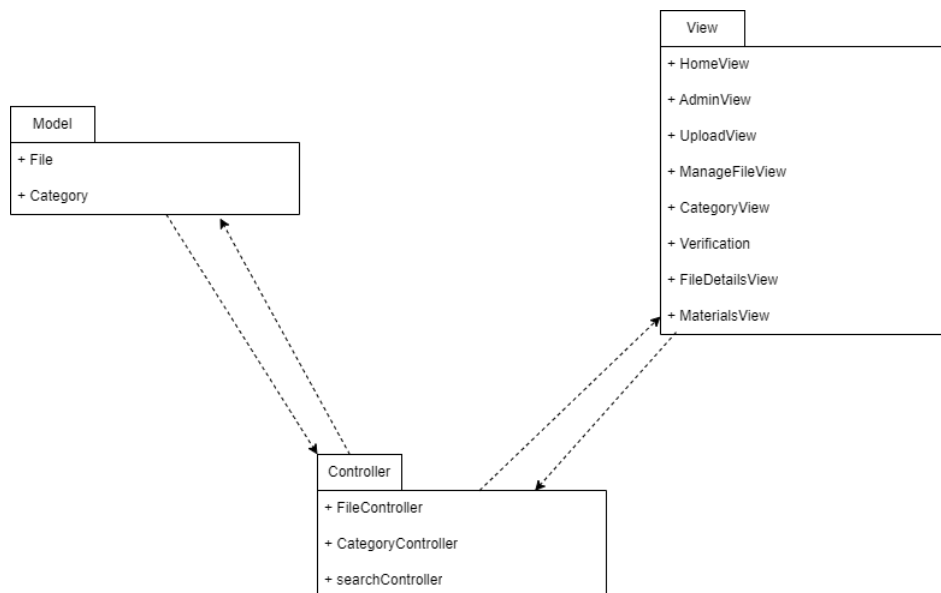 View
+ HomeView
+ AdminView
+ UploadView
+ ManageFileView
+ CategoryView
+ Verification
+ FileDetailsView
+ MaterialsView
Model
+ File
+ Category
Controller
+ FileController
+ CategoryController
+ searchController